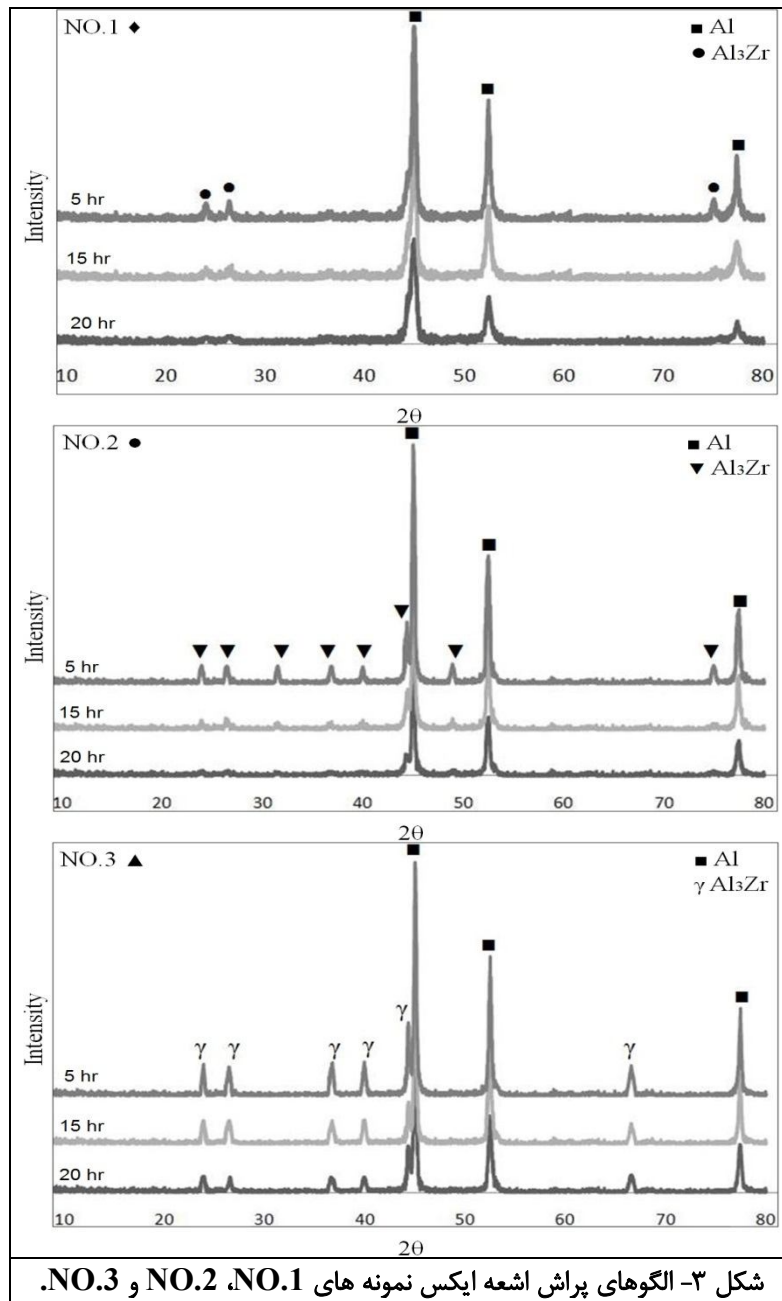 NO.1 ♦
■ Al
● Al₃Zr
Intensity
5 hr
15 hr
20 hr
10 20 30 40 50 60 70 80
2θ
NO.2 ●
■ Al
▼ Al₃Zr
Intensity
5 hr
15 hr
20 hr
10 20 30 40 50 60 70 80
2θ
NO.3 ▲
■ Al
γ Al₃Zr
Intensity
γ γ γ γ γ γ
5 hr
15 hr
20 hr
10 20 30 40 50 60 70 80
2θ
شکل ۳- الگوهای پراش اشعه ایکس نمونه های NO.1، NO.2 و NO.3.